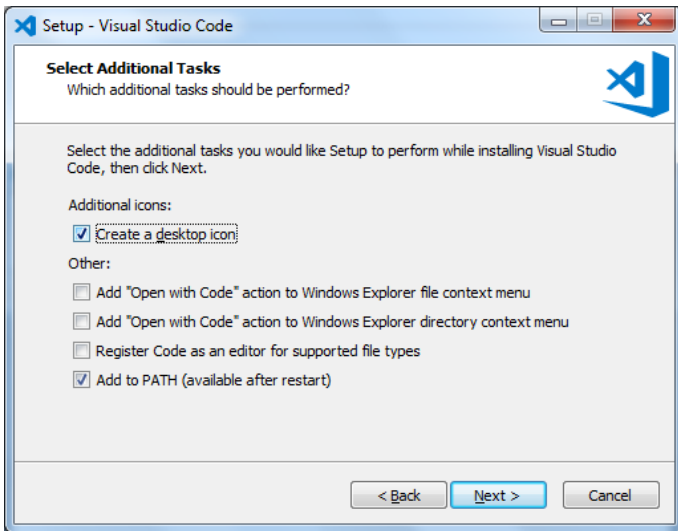 Setup - Visual Studio Code
Select Additional Tasks
Which additional tasks should be performed?
Select the additional tasks you would like Setup to perform while installing Visual Studio
Code, then click Next.
Additional icons:
Create a desktop icon
Other:
Add "Open with Code" action to Windows Explorer file context menu
Add "Open with Code" action to Windows Explorer directory context menu
Register Code as an editor for supported file types
Add to PATH (available after restart)
< Back Next > Cancel